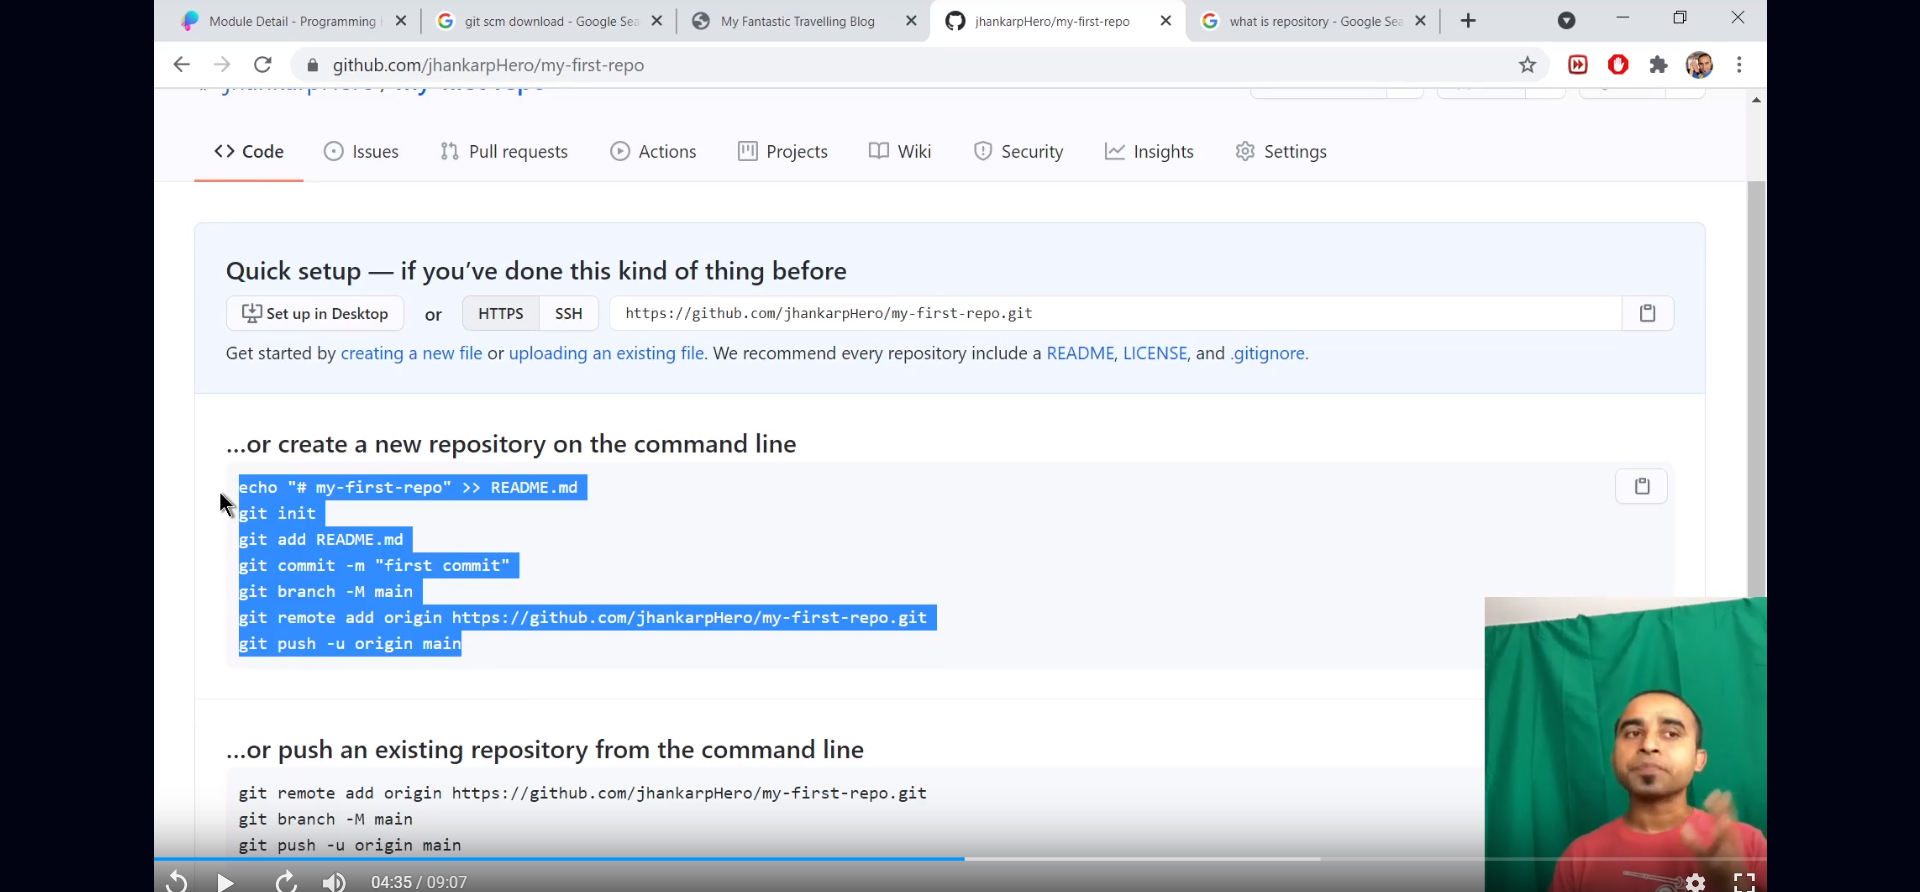 Module Detail - Programming
git scm download - Google Sea
My Fantastic Travelling Blog
jhankarpHero/my-first-repo
what is repository - Google Sea
github.com/jhankarpHero/my-first-repo
jhankarpHero / my-first-repo
Code
Issues
Pull requests
Actions
Projects
Wiki
Security
Insights
Settings
Quick setup — if you’ve done this kind of thing before
Set up in Desktop
or
HTTPS
SSH
https://github.com/jhankarpHero/my-first-repo.git
Get started by creating a new file or uploading an existing file. We recommend every repository include a README, LICENSE, and .gitignore.
…or create a new repository on the command line
echo "# my-first-repo" >> README.md
git init
git add README.md
git commit -m "first commit"
git branch -M main
git remote add origin https://github.com/jhankarpHero/my-first-repo.git
git push -u origin main
…or push an existing repository from the command line
git remote add origin https://github.com/jhankarpHero/my-first-repo.git
git branch -M main
git push -u origin main
04:35 / 09:07